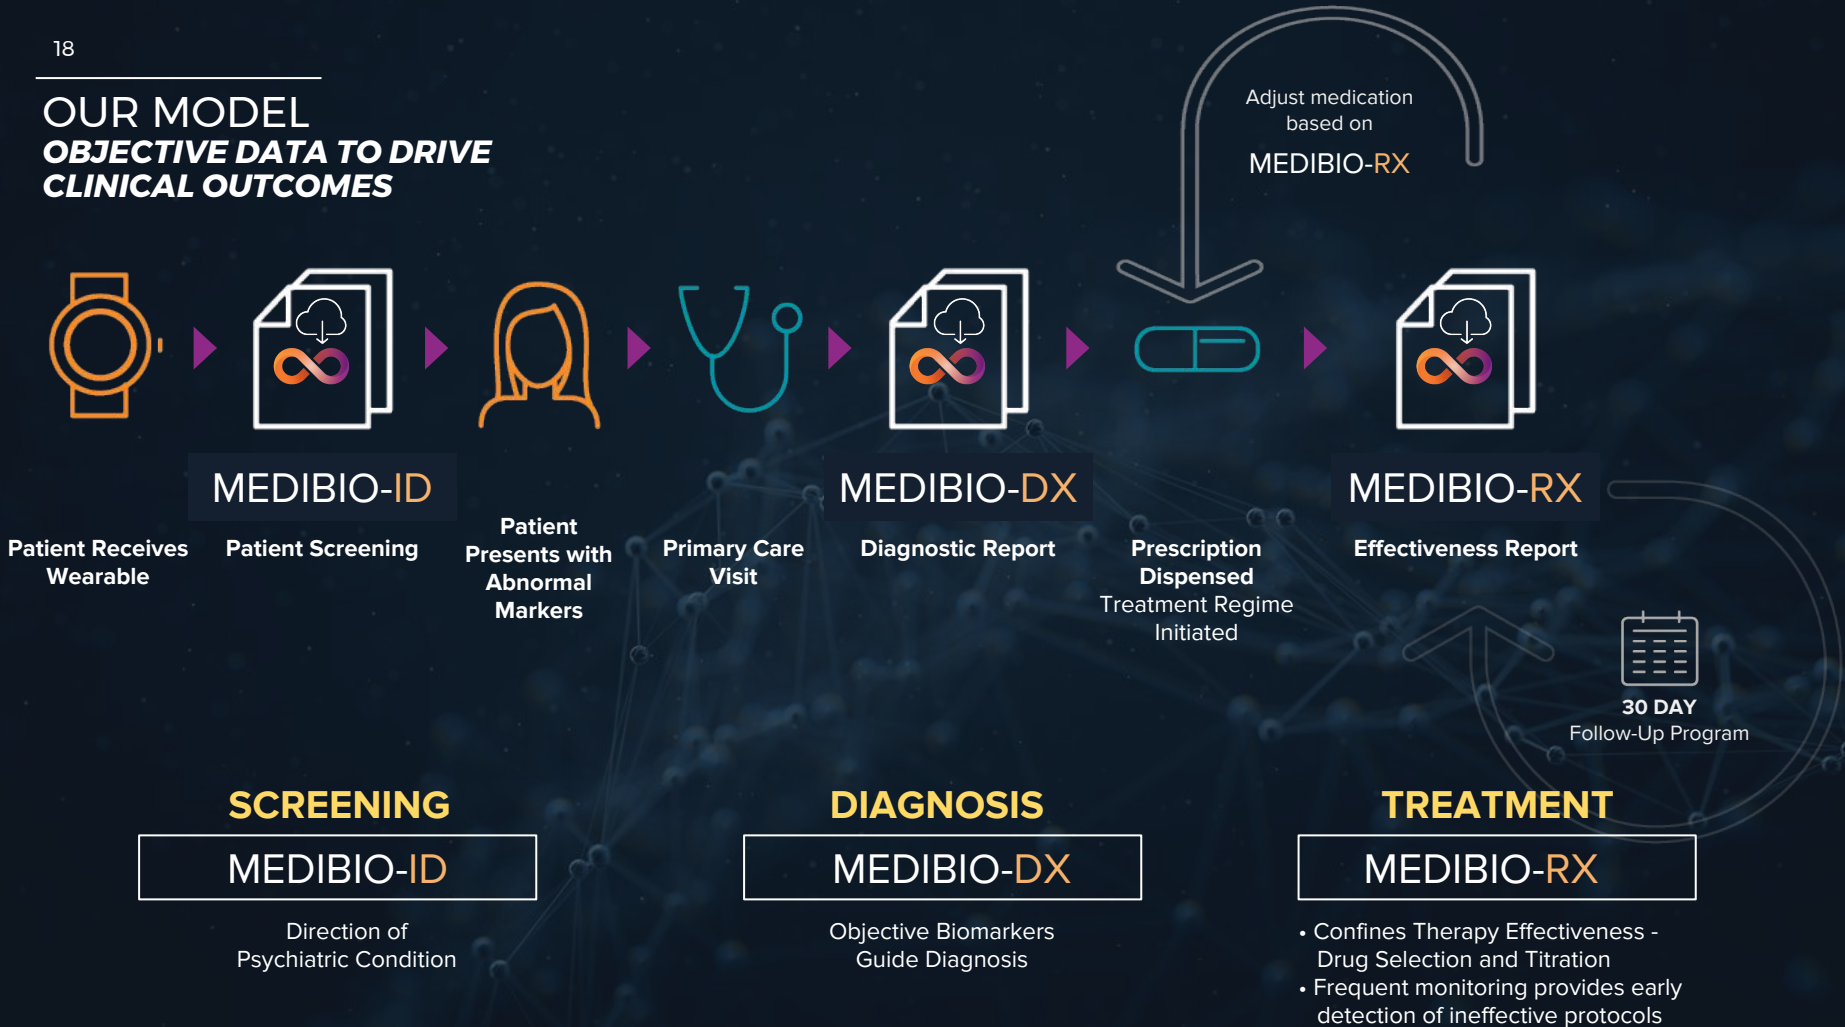 18
OUR MODEL
OBJECTIVE DATA TO DRIVE
CLINICAL OUTCOMES
Adjust medication
based on
MEDIBIO-RX
Patient Receives
Wearable
MEDIBIO-ID
Patient Screening
Patient
Presents with
Abnormal
Markers
Primary Care
Visit
MEDIBIO-DX
Diagnostic Report
Prescription
Dispensed
Treatment Regime
Initiated
MEDIBIO-RX
Effectiveness Report
30 DAY
Follow-Up Program
SCREENING
MEDIBIO-ID
Direction of
Psychiatric Condition
DIAGNOSIS
MEDIBIO-DX
Objective Biomarkers
Guide Diagnosis
TREATMENT
MEDIBIO-RX
• Confines Therapy Effectiveness -
Drug Selection and Titration
• Frequent monitoring provides early
detection of ineffective protocols